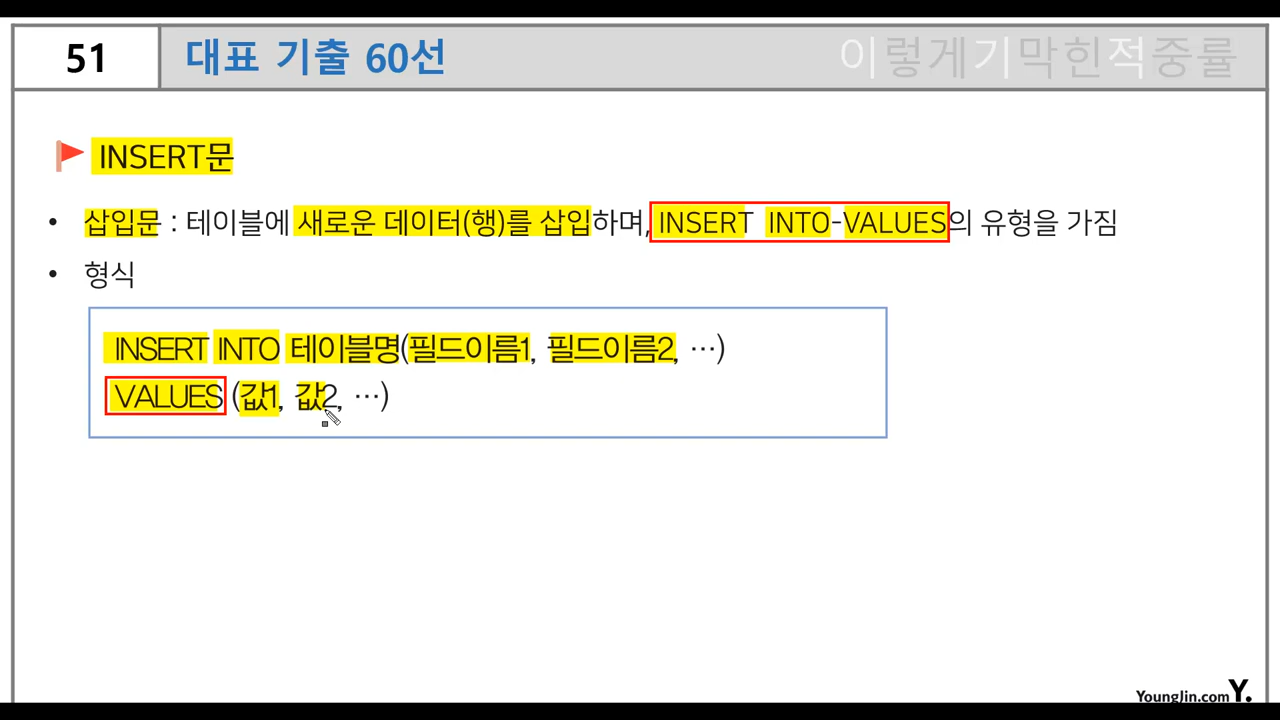 51
대표 기출 60선
이렇게기막힌적중률
INSERT문
• 삽입문 : 테이블에 새로운 데이터(행)를 삽입하며, INSERT INTO-VALUES의 유형을 가짐
• 형식
INSERT INTO 테이블명(필드이름1, 필드이름2, …)
VALUES (값1, 값2, …)
YoungJin.com Y.